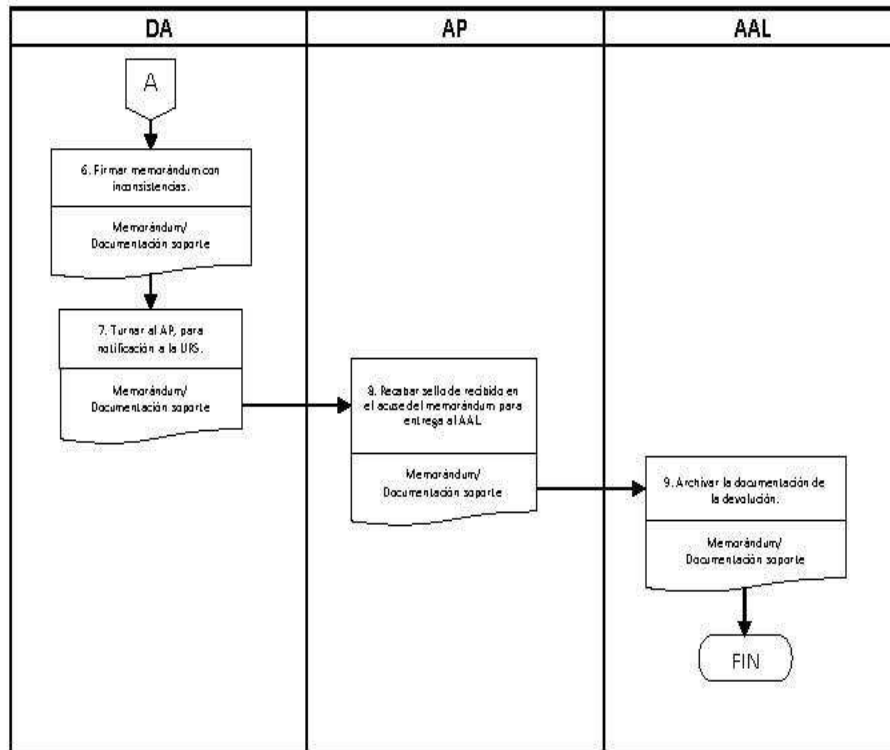 DA
AP
AAL
A
6. Firmar memorándum con
inconsistencias.
Memorándum/
Documentación soporte
7. Turnar al AP, para
notificación a la URS.
Memorándum/
Documentación soporte
8. Recabar sello de recibido en
el acuse del memorándum para
entrega al AAL
Memorándum/
Documentación soporte
9. Archivar la documentación de
la devolución.
Memorándum/
Documentación soporte
FIN